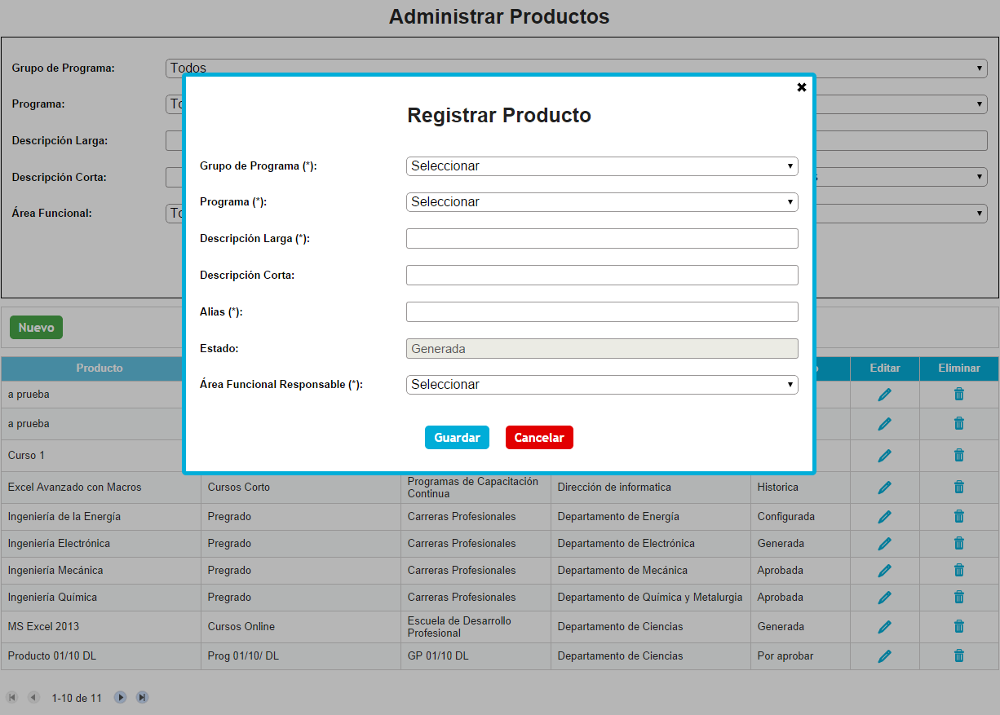 Administrar Productos
Grupo de Programa: Todos
Programa:
Descripción Larga:
Descripción Corta:
Área Funcional:
Registrar Producto
Grupo de Programa (*): Seleccionar
Programa (*): Seleccionar
Descripción Larga (*):
Descripción Corta:
Alias (*):
Estado: Generada
Área Funcional Responsable (*): Seleccionar
Guardar Cancelar
Nuevo
Producto Editar Eliminar
a prueba
a prueba
Curso 1
Excel Avanzado con Macros Cursos Corto Programas de Capacitación Continua Dirección de informatica Historica
Ingeniería de la Energía Pregrado Carreras Profesionales Departamento de Energía Configurada
Ingeniería Electrónica Pregrado Carreras Profesionales Departamento de Electrónica Generada
Ingeniería Mecánica Pregrado Carreras Profesionales Departamento de Mecánica Aprobada
Ingeniería Química Pregrado Carreras Profesionales Departamento de Química y Metalurgia Aprobada
MS Excel 2013 Cursos Online Escuela de Desarrollo Profesional Departamento de Ciencias Generada
Producto 01/10 DL Prog 01/10/ DL GP 01/10 DL Departamento de Ciencias Por aprobar
1-10 de 11